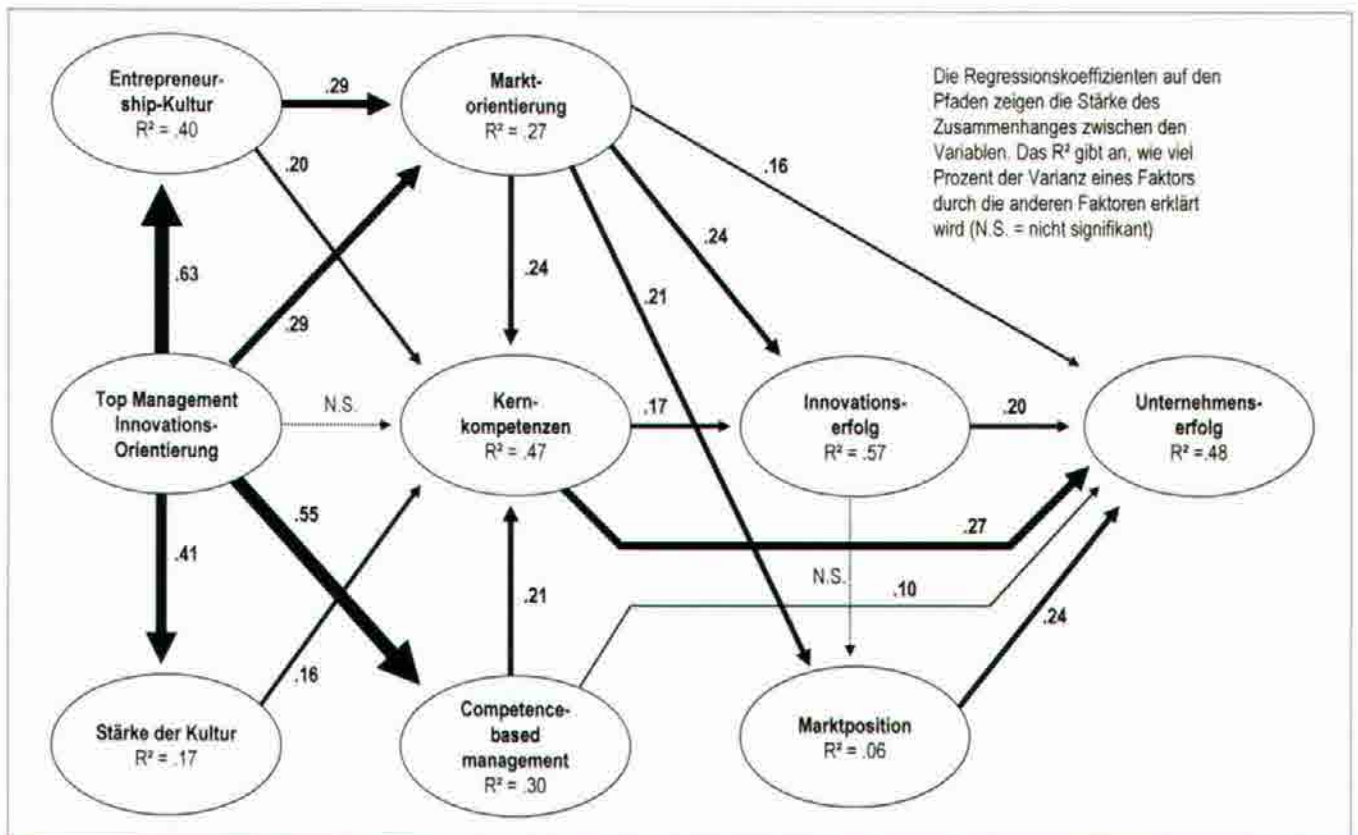 Entrepreneur-
ship-Kultur
R² = .40
.29
Markt-
orientierung
R² = .27
Die Regressionskoeffizienten auf den
Pfaden zeigen die Stärke des
Zusammenhanges zwischen den
Variablen. Das R² gibt an, wie viel
Prozent der Varianz eines Faktors
durch die anderen Faktoren erklärt
wird (N.S. = nicht signifikant)
.20
.16
.63
.29
.24
.24
.21
Top Management
Innovations-
Orientierung
N.S.
Kern-
kompetenzen
R² = .47
.17
Innovations-
erfolg
R² = .57
.20
Unternehmens-
erfolg
R² =.48
.55
.41
.27
N.S.
.10
.21
.24
.16
Stärke der Kultur
R² = .17
Competence-
based
management
R² = .30
Marktposition
R² = .06